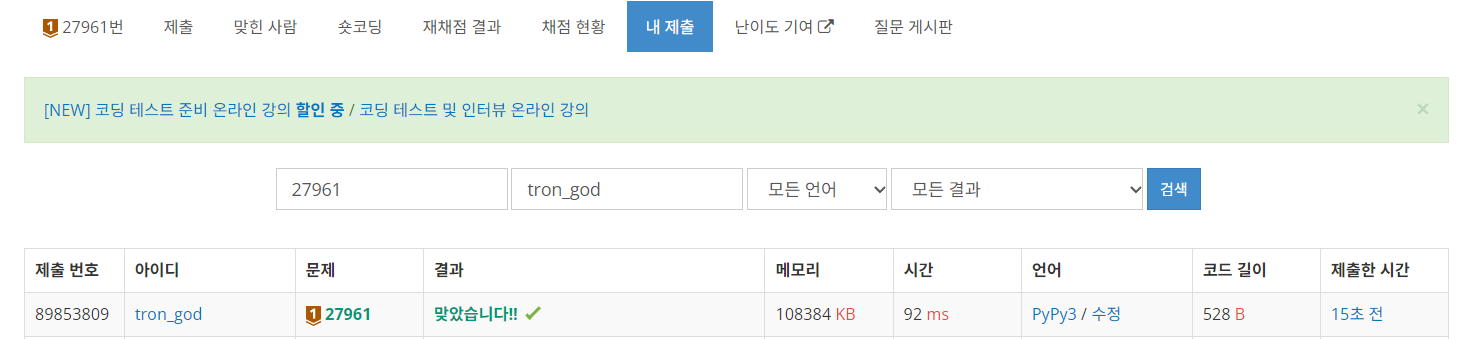 1 27961번 제출 맞힌 사람 숏코딩 재채점 결과 채점 현황 내 제출 난이도 기여 질문 게시판
[NEW] 코딩 테스트 준비 온라인 강의 할인 중 / 코딩 테스트 및 인터뷰 온라인 강의 ×
27961 tron_god 모든 언어 모든 결과 검색
제출 번호 아이디 문제 결과 메모리 시간 언어 코드 길이 제출한 시간
89853809 tron_god 1 27961 맞았습니다!! 108384 KB 92 ms PyPy3 / 수정 528 B 15초 전